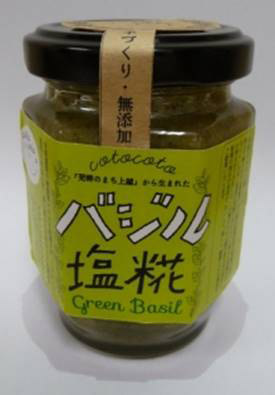 づくり・無添加
cotocoto
「発酵のまち上越」から生まれた
バジル
塩糀
Green Basil